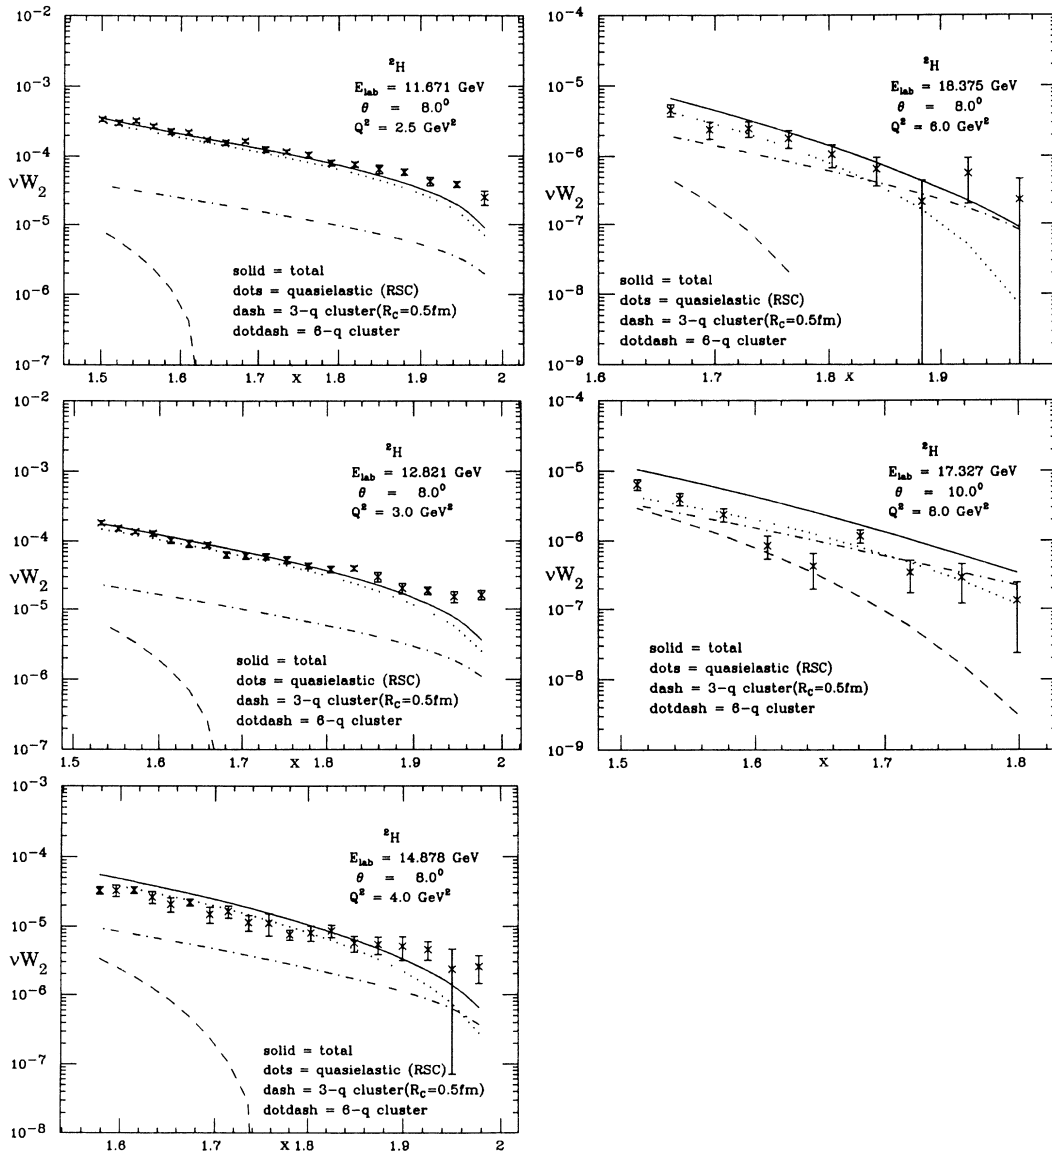 10⁻²
10⁻³
10⁻⁴
νW₂
10⁻⁵
10⁻⁶
10⁻⁷
²H
E_lab = 11.671 GeV
θ = 8.0⁰
Q² = 2.5 GeV²
solid = total
dots = quasielastic (RSC)
dash = 3-q cluster(R_C=0.5fm)
dotdash = 6-q cluster
1.5 1.6 1.7 x 1.8 1.9 2
10⁻⁴
10⁻⁵
10⁻⁶
νW₂
10⁻⁷
10⁻⁸
10⁻⁹
²H
E_lab = 18.375 GeV
θ = 8.0⁰
Q² = 6.0 GeV²
solid = total
dots = quasielastic (RSC)
dash = 3-q cluster(R_C=0.5fm)
dotdash = 6-q cluster
1.6 1.7 1.8 x 1.9
10⁻²
10⁻³
10⁻⁴
νW₂
10⁻⁵
10⁻⁶
10⁻⁷
²H
E_lab = 12.821 GeV
θ = 8.0⁰
Q² = 3.0 GeV²
solid = total
dots = quasielastic (RSC)
dash = 3-q cluster(R_C=0.5fm)
dotdash = 6-q cluster
1.5 1.6 1.7 x 1.8 1.9 2
10⁻⁴
10⁻⁵
10⁻⁶
νW₂
10⁻⁷
10⁻⁸
10⁻⁹
²H
E_lab = 17.327 GeV
θ = 10.0⁰
Q² = 8.0 GeV²
solid = total
dots = quasielastic (RSC)
dash = 3-q cluster(R_C=0.5fm)
dotdash = 6-q cluster
1.5 1.6 x 1.7 1.8
10⁻³
10⁻⁴
10⁻⁵
νW₂
10⁻⁶
10⁻⁷
10⁻⁸
²H
E_lab = 14.878 GeV
θ = 8.0⁰
Q² = 4.0 GeV²
solid = total
dots = quasielastic (RSC)
dash = 3-q cluster(R_C=0.5fm)
dotdash = 6-q cluster
1.6 1.7 x 1.8 1.9 2